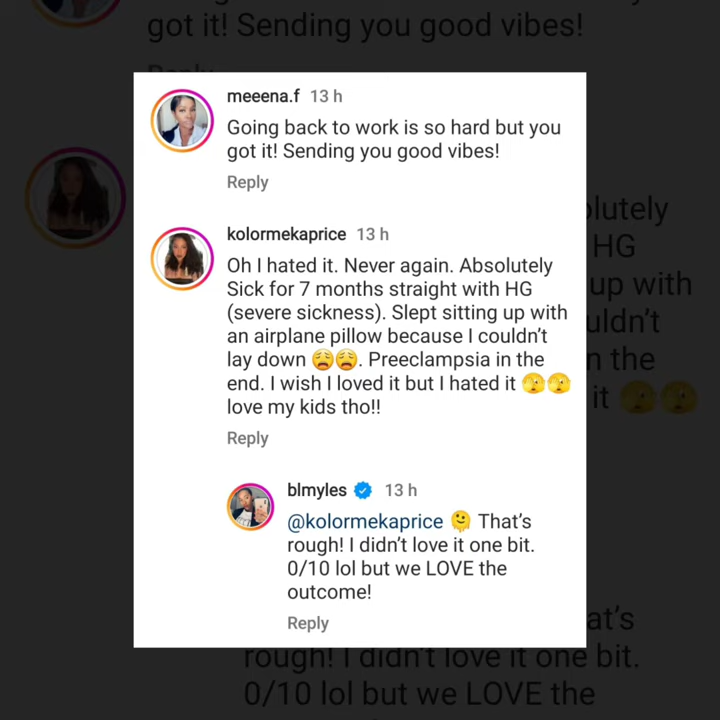 got it! Sending you good vibes!
meeena.f 13 h
Going back to work is so hard but you
got it! Sending you good vibes!
Reply
kolormekaprice 13 h
Oh I hated it. Never again. Absolutely
Sick for 7 months straight with HG
(severe sickness). Slept sitting up with
an airplane pillow because I couldn't
lay down 😩😩. Preeclampsia in the
end. I wish I loved it but I hated it 🫣🫣
love my kids tho!!
Reply
blmyles 13 h
@kolormekaprice 🫠 That's
rough! I didn't love it one bit.
0/10 lol but we LOVE the
outcome!
Reply
HG
up with
n the
it 🫣🫣
at's
rough! I didn't love it one bit.
0/10 lol but we LOVE the